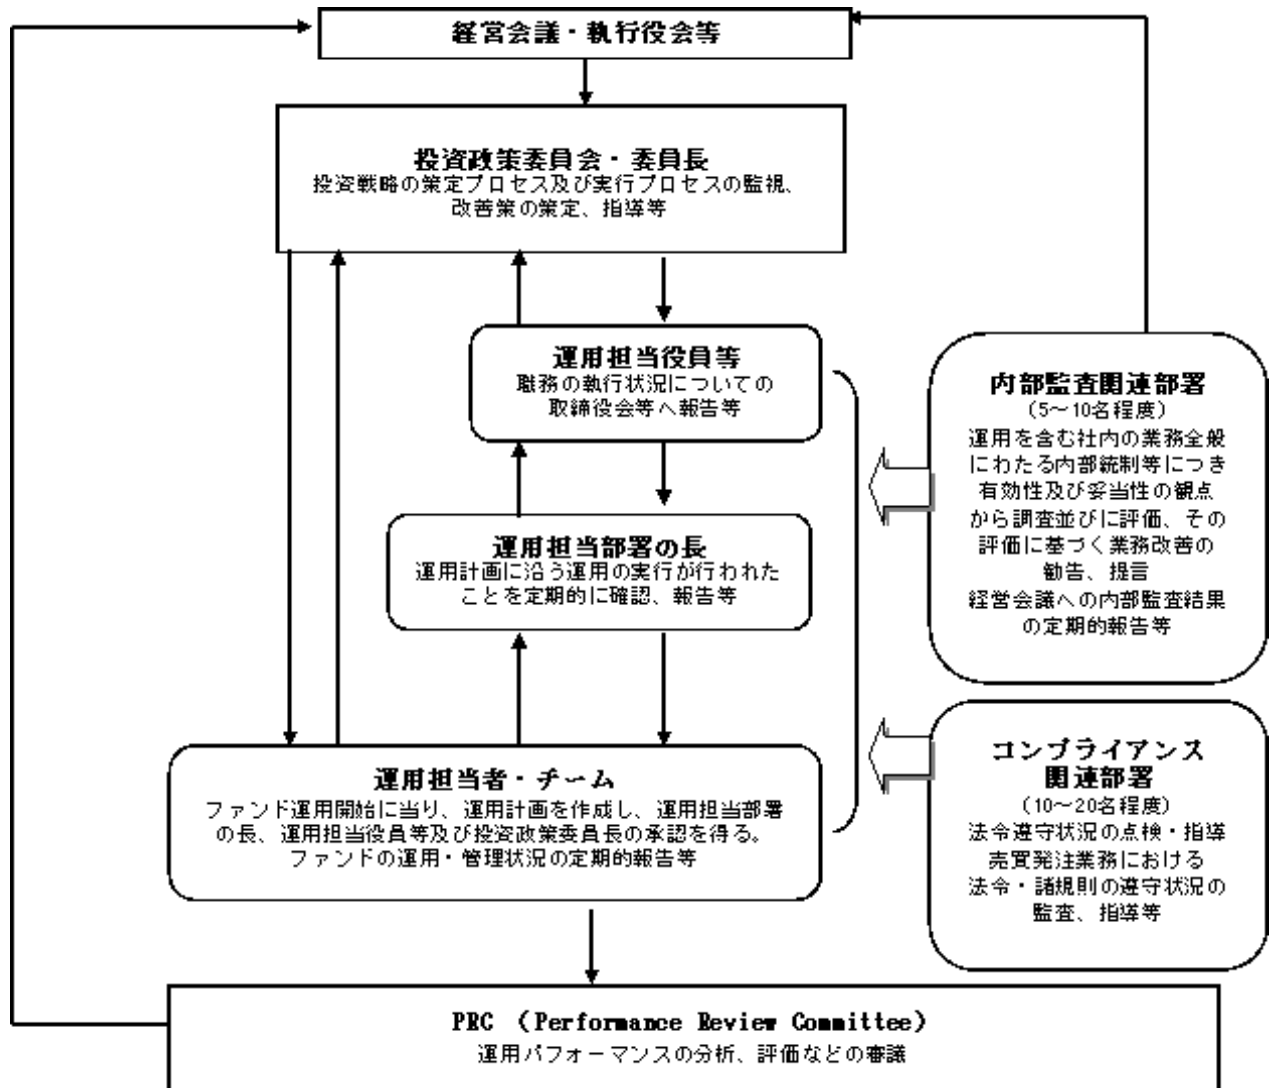 経営会議・執行役会等
投資政策委員会・委員長
投資戦略の策定プロセス及び実行プロセスの監視、
改善策の策定、指導等
運用担当役員等
職務の執行状況についての
取締役会等へ報告等
運用担当部署の長
運用計画に沿う運用の実行が行われた
ことを定期的に確認、報告等
運用担当者・チーム
ファンド運用開始に当り、運用計画を作成し、運用担当部署
の長、運用担当役員等及び投資政策委員長の承認を得る。
ファンドの運用・管理状況の定期的報告等
内部監査関連部署
（5～10名程度）
運用を含む社内の業務全般
にわたる内部統制等につき
有効性及び妥当性の観点
から調査並びに評価、その
評価に基づく業務改善の
勧告、提言
経営会議への内部監査結果
の定期的報告等
コンプライアンス
関連部署
（10～20名程度）
法令遵守状況の点検・指導
売買発注業務における
法令・諸規則の遵守状況の
監査、指導等
PRC （Performance Review Committee）
運用パフォーマンスの分析、評価などの審議